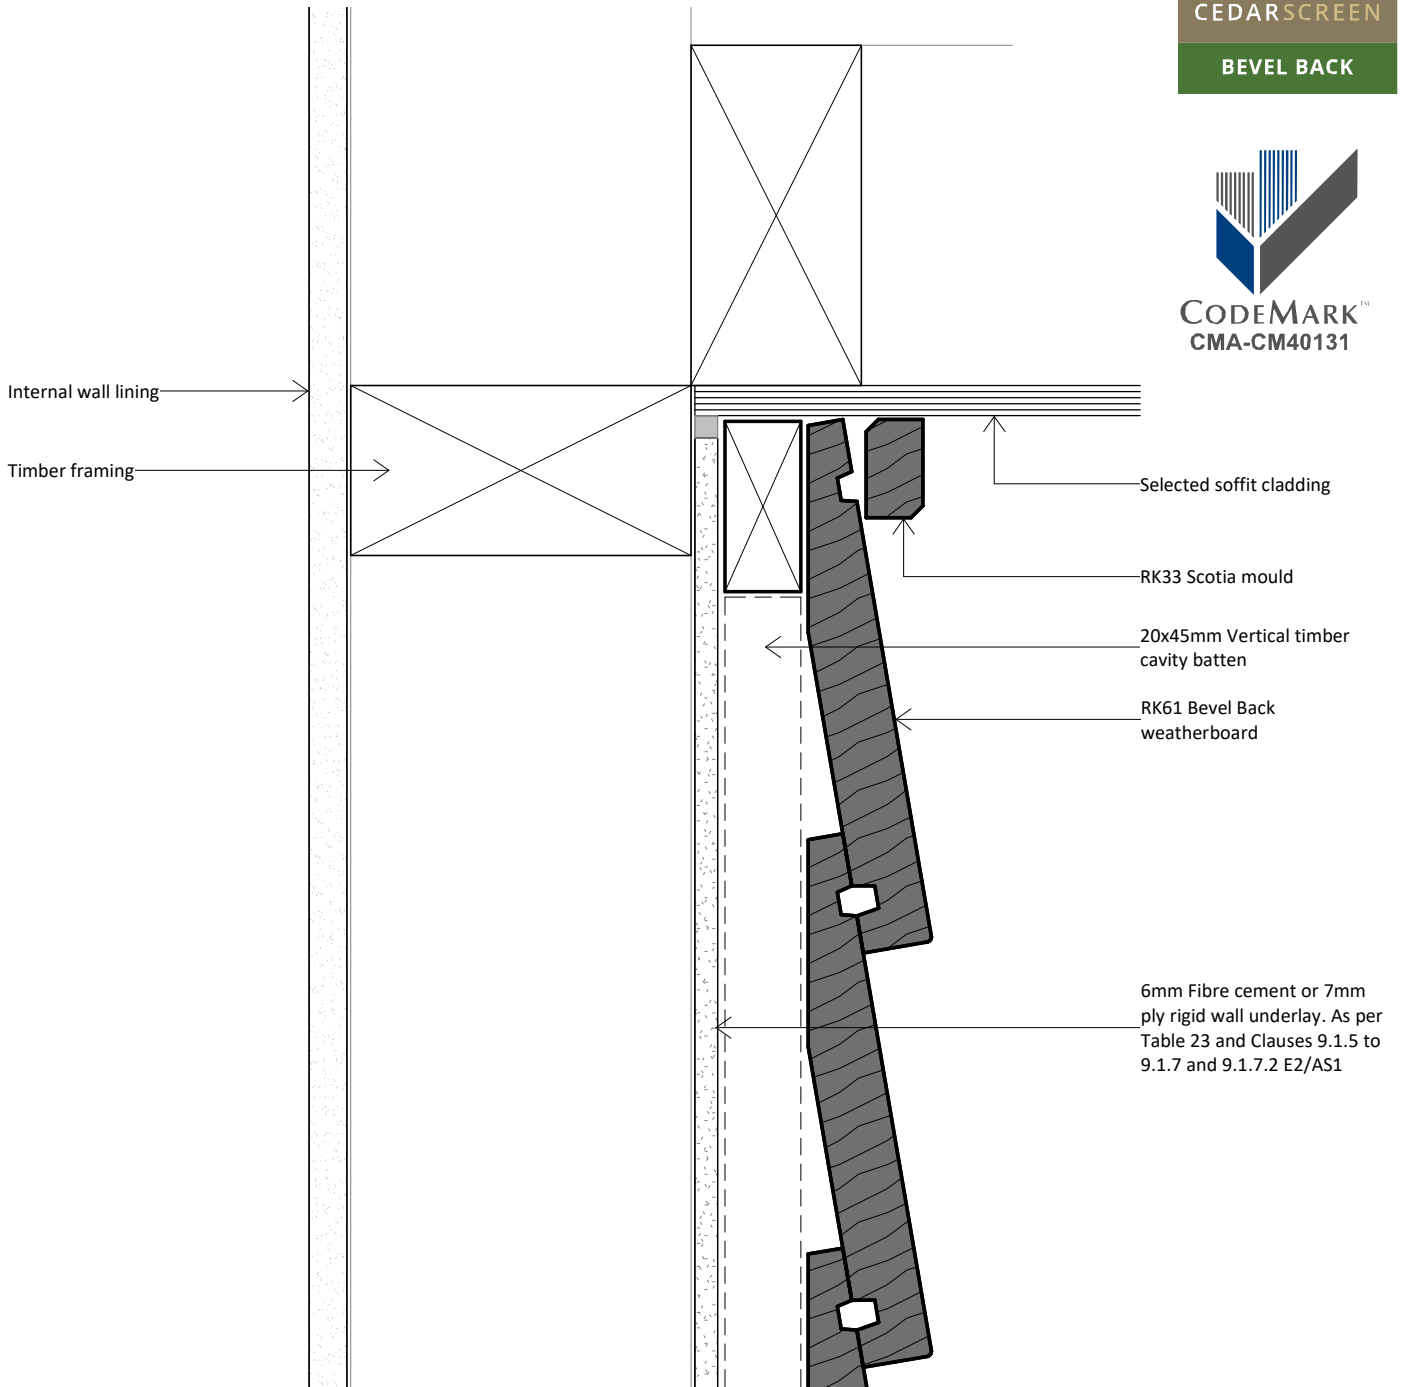 CEDARSCREEN
BEVEL BACK
CODEMARK™
CMA-CM40131
Internal wall lining
Timber framing
Selected soffit cladding
RK33 Scotia mould
20x45mm Vertical timber
cavity batten
RK61 Bevel Back
weatherboard
6mm Fibre cement or 7mm
ply rigid wall underlay. As per
Table 23 and Clauses 9.1.5 to
9.1.7 and 9.1.7.2 E2/AS1